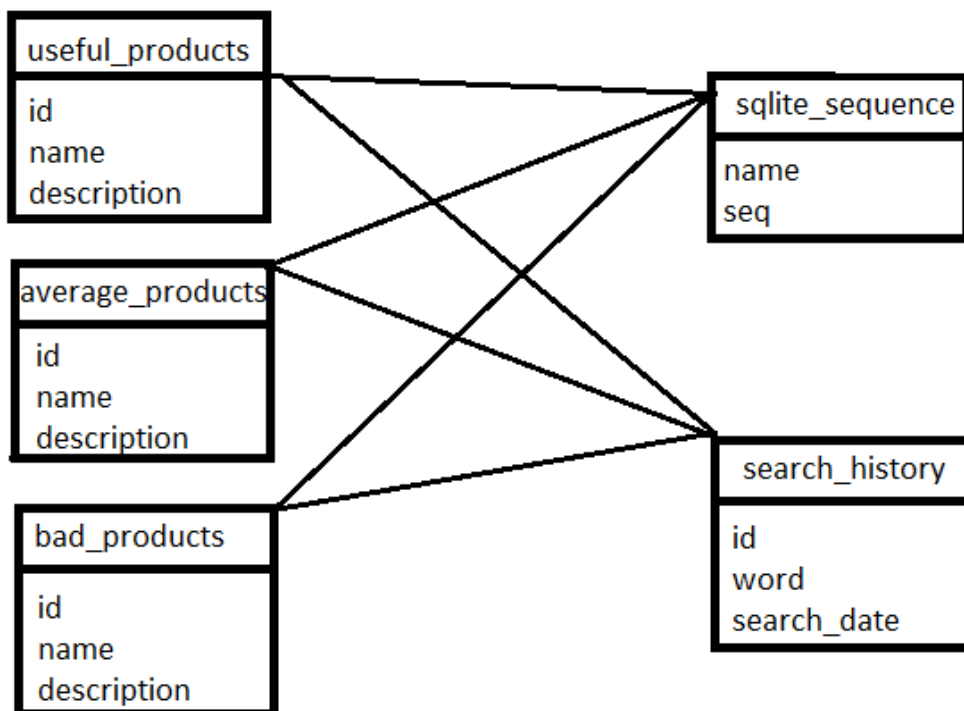 useful_products
id
name
description
average_products
id
name
description
bad_products
id
name
description
sqlite_sequence
name
seq
search_history
id
word
search_date